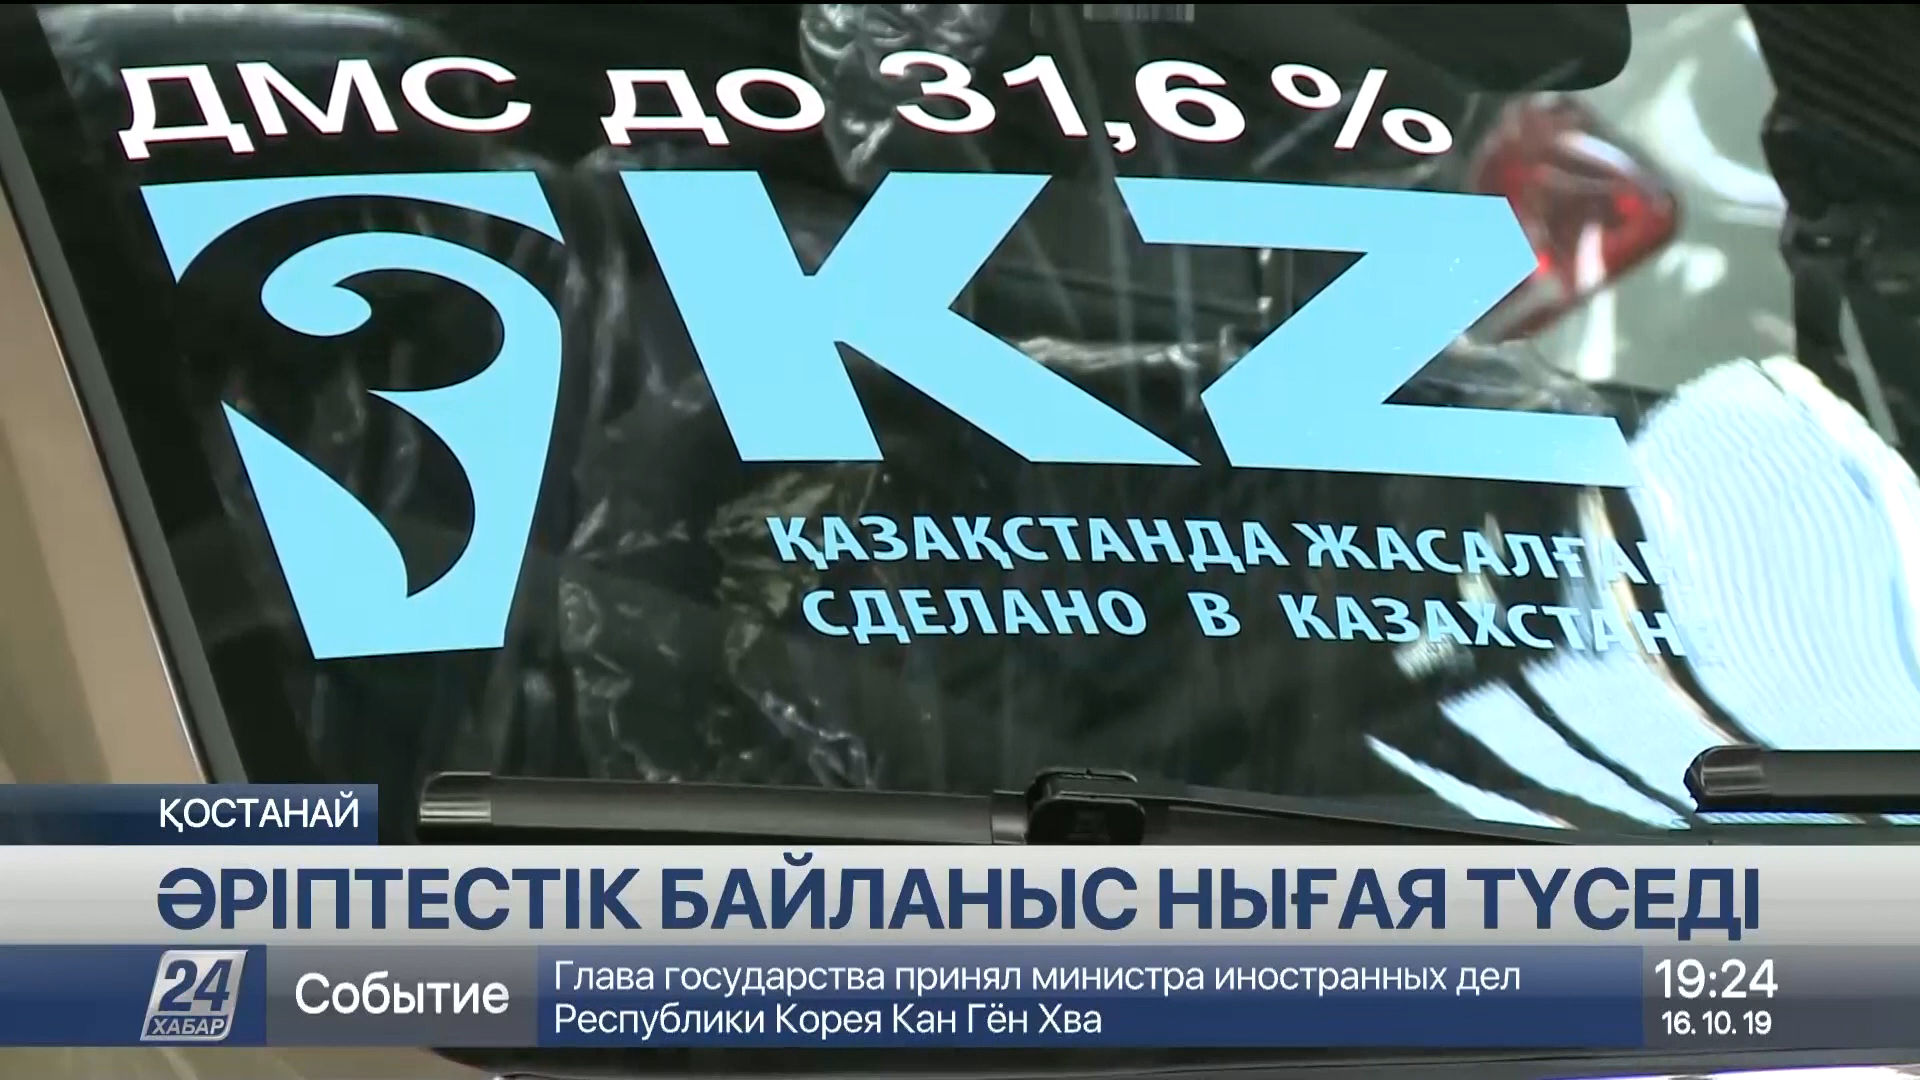 ДМС ДО 31,6%
KZ
ҚАЗАҚСТАНДА ЖАСАЛҒАН
СДЕЛАНО В КАЗАХСТАНЕ
ҚОСТАНАЙ
ӘРІПТЕСТІК БАЙЛАНЫС НЫҒАЯ ТҮСЕДІ
24
ХАБАР
Событие
Глава государства принял министра иностранных дел
Республики Корея Кан Гён Хва
19:24
16. 10. 19